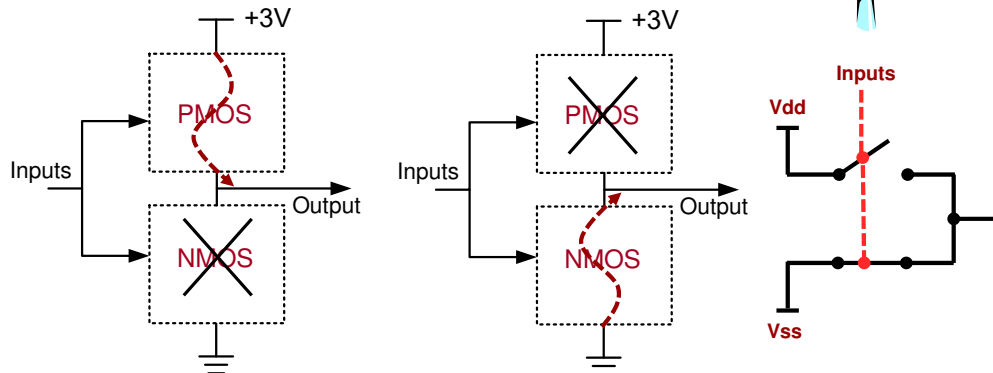 +3V
PMOS
Inputs
Output
NMOS
+3V
PMOS
Inputs
Output
NMOS
Inputs
Vdd
Vss